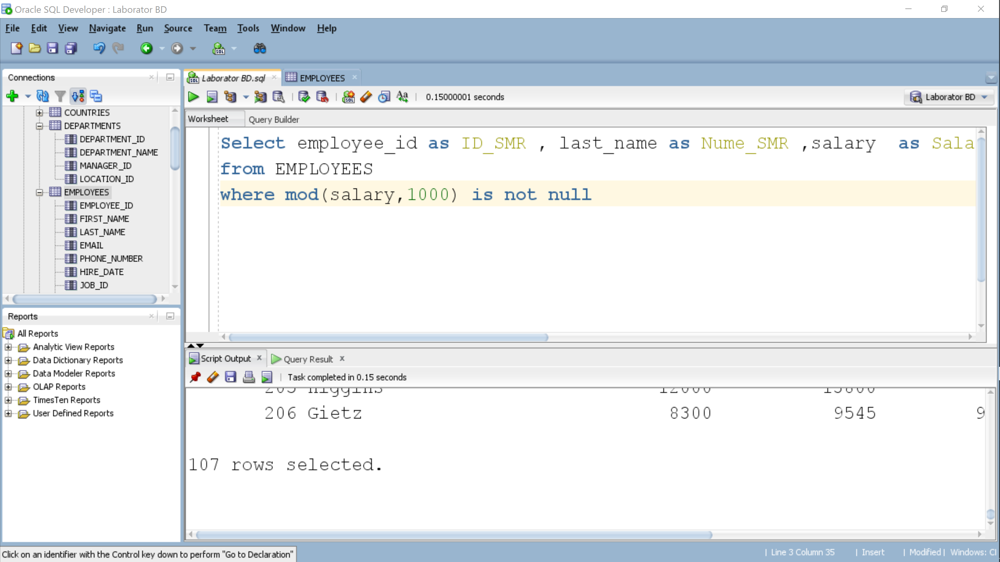 Oracle SQL Developer : Laborator BD
File Edit View Navigate Run Source Team Tools Window Help
Connections
COUNTRIES
DEPARTMENTS
DEPARTMENT_ID
DEPARTMENT_NAME
MANAGER_ID
LOCATION_ID
EMPLOYEES
EMPLOYEE_ID
FIRST_NAME
LAST_NAME
EMAIL
PHONE_NUMBER
HIRE_DATE
JOB_ID
Reports
All Reports
Analytic View Reports
Data Dictionary Reports
Data Modeler Reports
OLAP Reports
TimesTen Reports
User Defined Reports
Laborator BD.sql EMPLOYEES
0.15000001 seconds Laborator BD
Worksheet Query Builder
Select employee_id as ID_SMR , last_name as Nume_SMR ,salary  as Sala
from EMPLOYEES
where mod(salary,1000) is not null
Script Output Query Result
Task completed in 0.15 seconds
205 Higgins 12000 13800
206 Gietz 8300 9545 9
107 rows selected.
Click on an identifier with the Control key down to perform "Go to Declaration" | Line 3 Column 35 | Insert | Modified | Windows: C